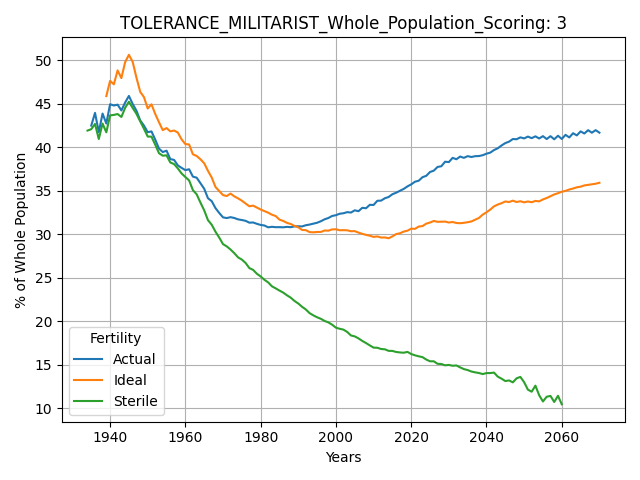 TOLERANCE_MILITARIST_Whole_Population_Scoring: 3
% of Whole Population
50
45
40
35
30
25
20
15
10
Fertility
Actual
Ideal
Sterile
1940 1960 1980 2000 2020 2040 2060
Years